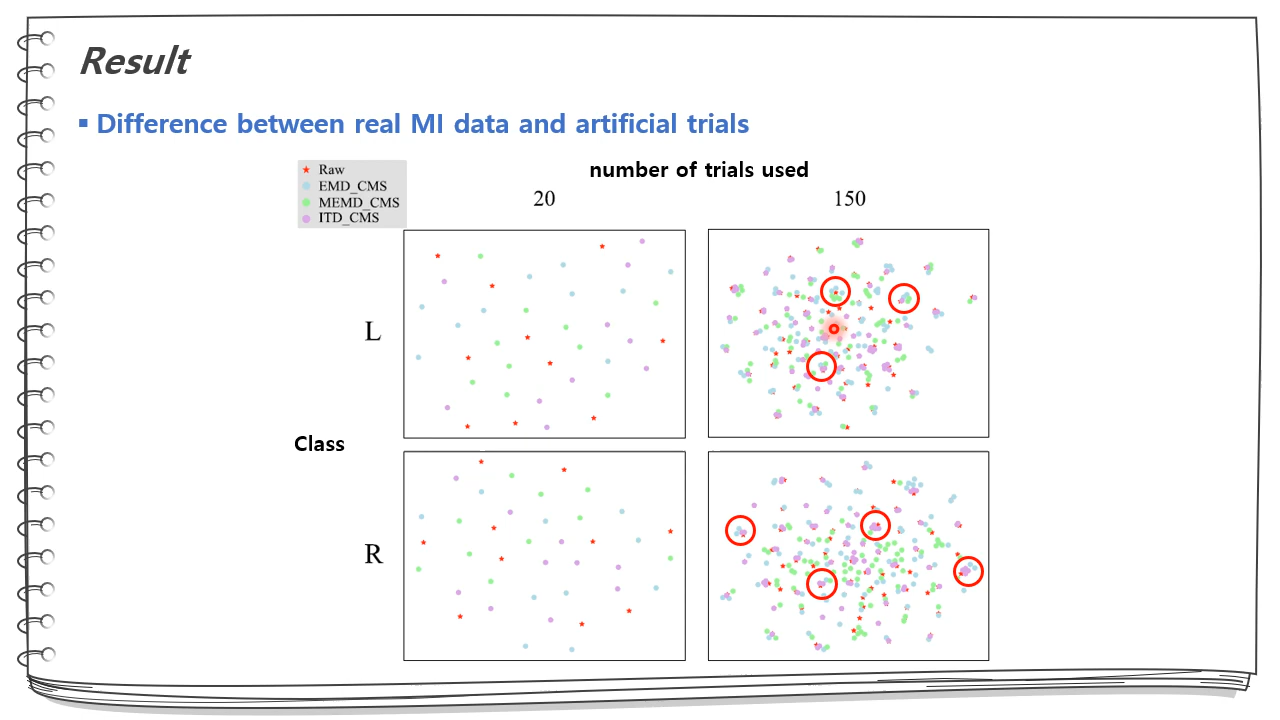 Result
▪ Difference between real MI data and artificial trials
Raw
EMD_CMS
MEMD_CMS
ITD_CMS
number of trials used
20
150
L
Class
R